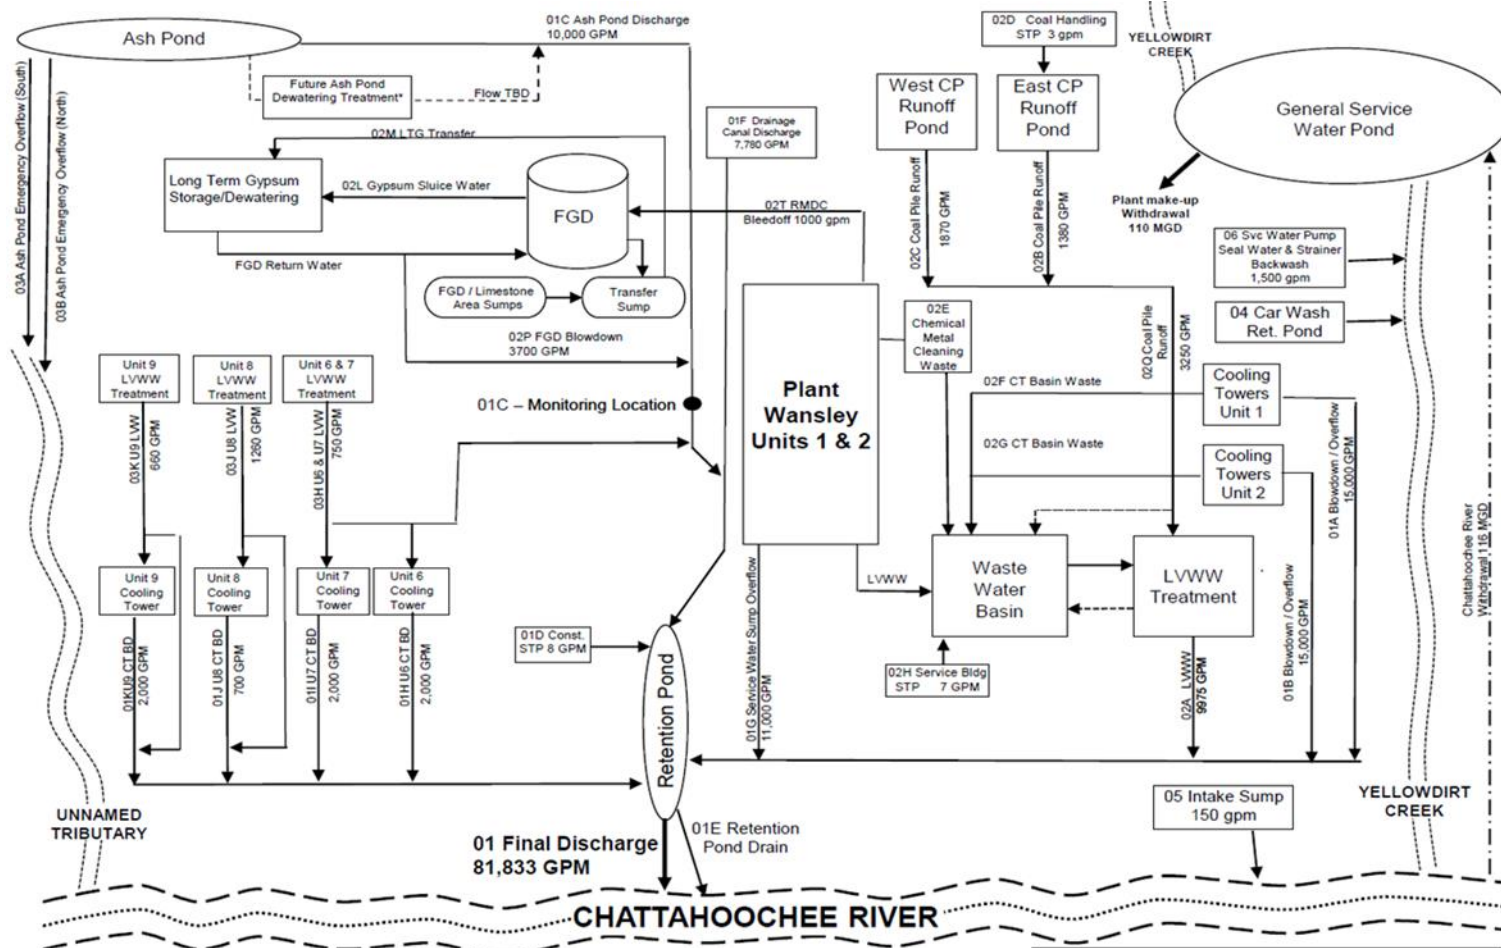 01C Ash Pond Discharge
10,000 GPM
Ash Pond
Future Ash Pond
Dewatering Treatment*
Flow TBD
03A Ash Pond Emergency Overflow (South)
03B Ash Pond Emergency Overflow (North)
02M LTG Transfer
Long Term Gypsum
Storage/Dewatering
02L Gypsum Sluice Water
FGD
FGD Return Water
FGD / Limestone
Area Sumps
Transfer
Sump
02P FGD Blowdown
3700 GPM
01F Drainage
Canal Discharge
7,780 GPM
02T RMDC
Bleedoff 1000 gpm
02D Coal Handling
STP 3 gpm
West CP
Runoff
Pond
East CP
Runoff
Pond
02C Coal Pile Runoff
1870 GPM
02B Coal Pile Runoff
1380 GPM
YELLOWDIRT
CREEK
General Service
Water Pond
Plant make-up
Withdrawal
110 MGD
06 Svc Water Pump
Seal Water & Strainer
Backwash
1,500 gpm
04 Car Wash
Ret. Pond
Unit 9
LVWW
Treatment
Unit 8
LVWW
Treatment
Unit 6 & 7
LVWW
Treatment
01C – Monitoring Location
03KU9 LVW
660 GPM
03J U8 LVW
1260 GPM
03H U6 & U7 LVW
750 GPM
Plant
Wansley
Units 1 & 2
02E
Chemical
Metal
Cleaning
Waste
02Q Coal Pile
Runoff
3250 GPM
02F CT Basin Waste
Cooling
Towers
Unit 1
02G CT Basin Waste
Cooling
Towers
Unit 2
01A Blowdown / Overflow
15,000 GPM
01B Blowdown / Overflow
15,000 GPM
Chattahoochee River
Withdrawal 116 MGD
Unit 9
Cooling
Tower
Unit 8
Cooling
Tower
Unit 7
Cooling
Tower
Unit 6
Cooling
Tower
01KU9 CT BD
2,000 GPM
01J U8 CT BD
700 GPM
01I U7 CT BD
2,000 GPM
01H U6 CT BD
2,000 GPM
01D Const.
STP 8 GPM
Retention Pond
01G Service Water Sump Overflow
11,000 GPM
LVWW
Waste
Water
Basin
LVWW
Treatment
02H Service Bldg
STP 7 GPM
02A LVWW
9975 GPM
UNNAMED
TRIBUTARY
01 Final Discharge
81,833 GPM
01E Retention
Pond Drain
05 Intake Sump
150 gpm
YELLOWDIRT
CREEK
CHATTAHOOCHEE RIVER